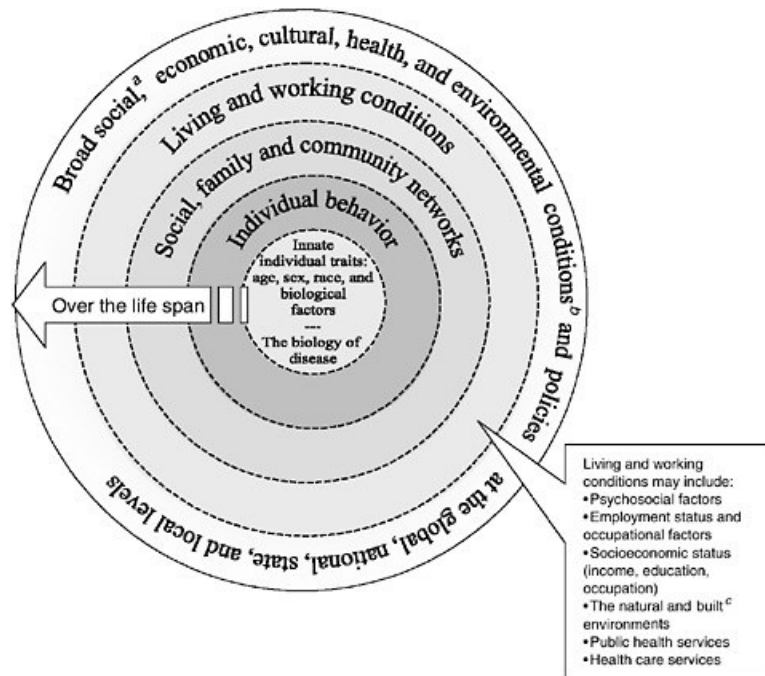 Broad social,a economic, cultural, health, and environmental conditionsb and policies
at the global, national, state, and local levels
Living and working conditions
Social, family and community networks
Individual behavior
Innate
individual traits:
age, sex, race, and
biological
factors
---
The biology of
disease
Over the life span
Living and working
conditions may include:
•Psychosocial factors
•Employment status and
occupational factors
•Socioeconomic status
(income, education,
occupation)
•The natural and builtc
environments
•Public health services
•Health care services